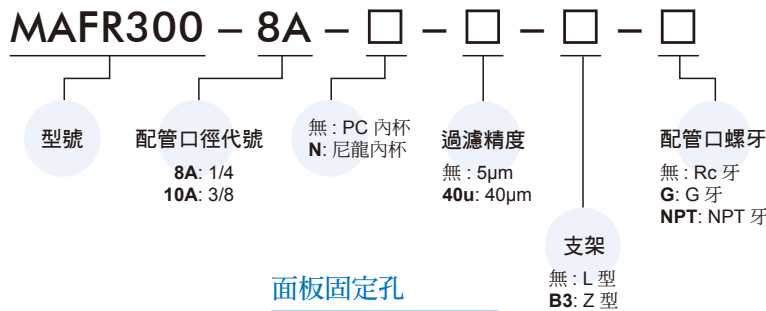 MAFR300 – 8A – □ – □ – □ – □
型號
配管口徑代號
8A: 1/4
10A: 3/8
無 : PC 內杯
N: 尼龍內杯
過濾精度
無 : 5μm
40u: 40μm
支架
無 : L 型
B3: Z 型
配管口螺牙
無 : Rc 牙
G: G 牙
NPT: NPT 牙
面板固定孔